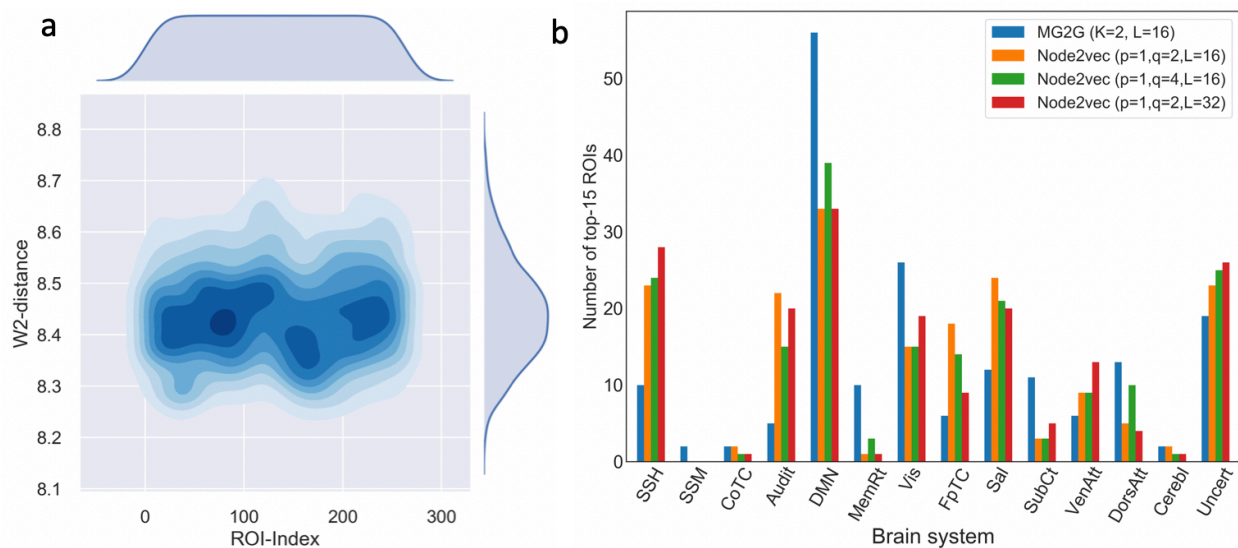 a
8.8
8.7
8.6
8.5
8.4
8.3
8.2
8.1
W2-distance
0 100 200 300
ROI-Index
b
MG2G (K=2, L=16)
Node2vec (p=1,q=2,L=16)
Node2vec (p=1,q=4,L=16)
Node2vec (p=1,q=2,L=32)
50
40
30
20
10
0
Number of top-15 ROIs
SSH SSM CoTC Audit DMN MemRt Vis FpTC Sal SubCt VenAtt DorsAtt Cerebl Uncert
Brain system